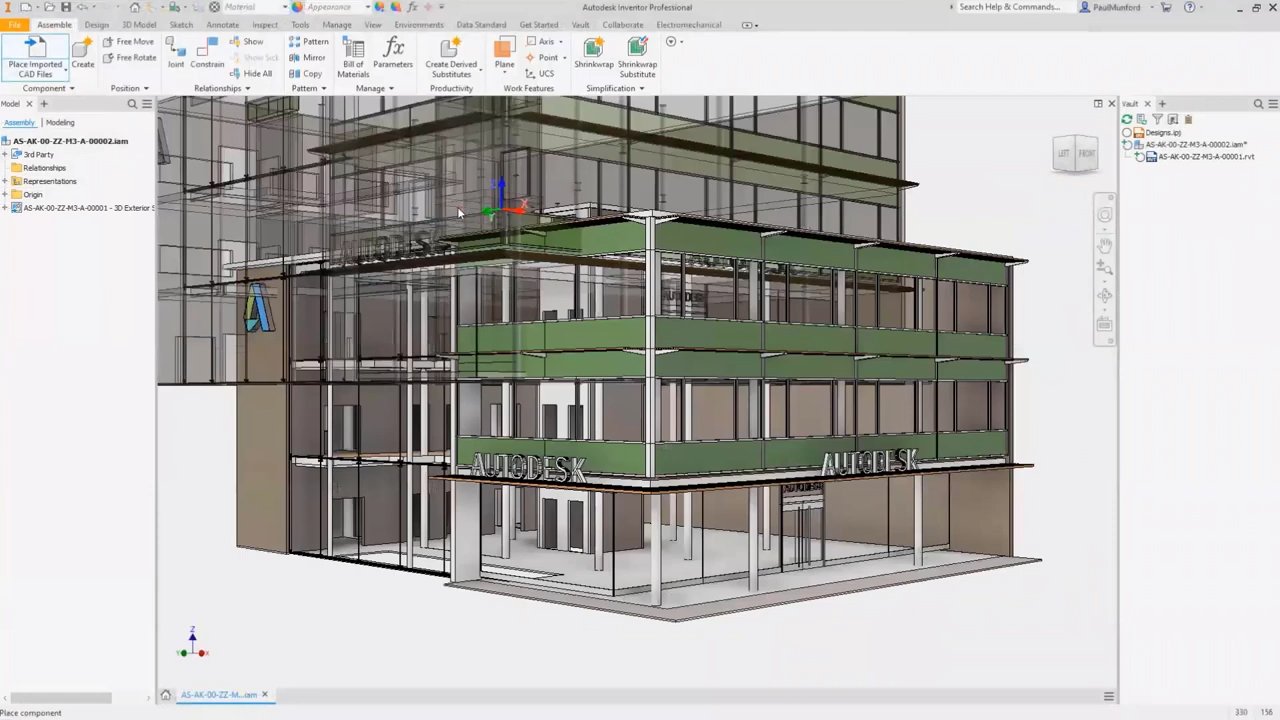 Material
Appearance
Autodesk Inventor Professional
Search Help & Commands...
PaulMunford
File
Assemble
Design
3D Model
Sketch
Annotate
Inspect
Tools
Manage
View
Environments
Data Standard
Get Started
Vault
Collaborate
Electromechanical
Place Imported
CAD Files
Create
Free Move
Free Rotate
Joint
Constrain
Show
Show Sick
Hide All
Pattern
Mirror
Copy
Bill of
Materials
fx
Parameters
Create Derived
Substitutes
Plane
Axis
Point
UCS
Shrinkwrap
Shrinkwrap
Substitute
Component
Position
Relationships
Pattern
Manage
Productivity
Work Features
Simplification
Model
Assembly
Modeling
AS-AK-00-ZZ-M3-A-00002.iam
3rd Party
Relationships
Representations
Origin
AS-AK-00-ZZ-M3-A-00001 - 3D Exterior S
Vault
Designs.ipj
AS-AK-00-ZZ-M3-A-00002.iam*
AS-AK-00-ZZ-M3-A-00001.rvt
LEFT
FRONT
AUTODESK
AUTODESK
AUTODESK
AUTODESK
Z
Y
X
AS-AK-00-ZZ-M...iam
Place component
330
156